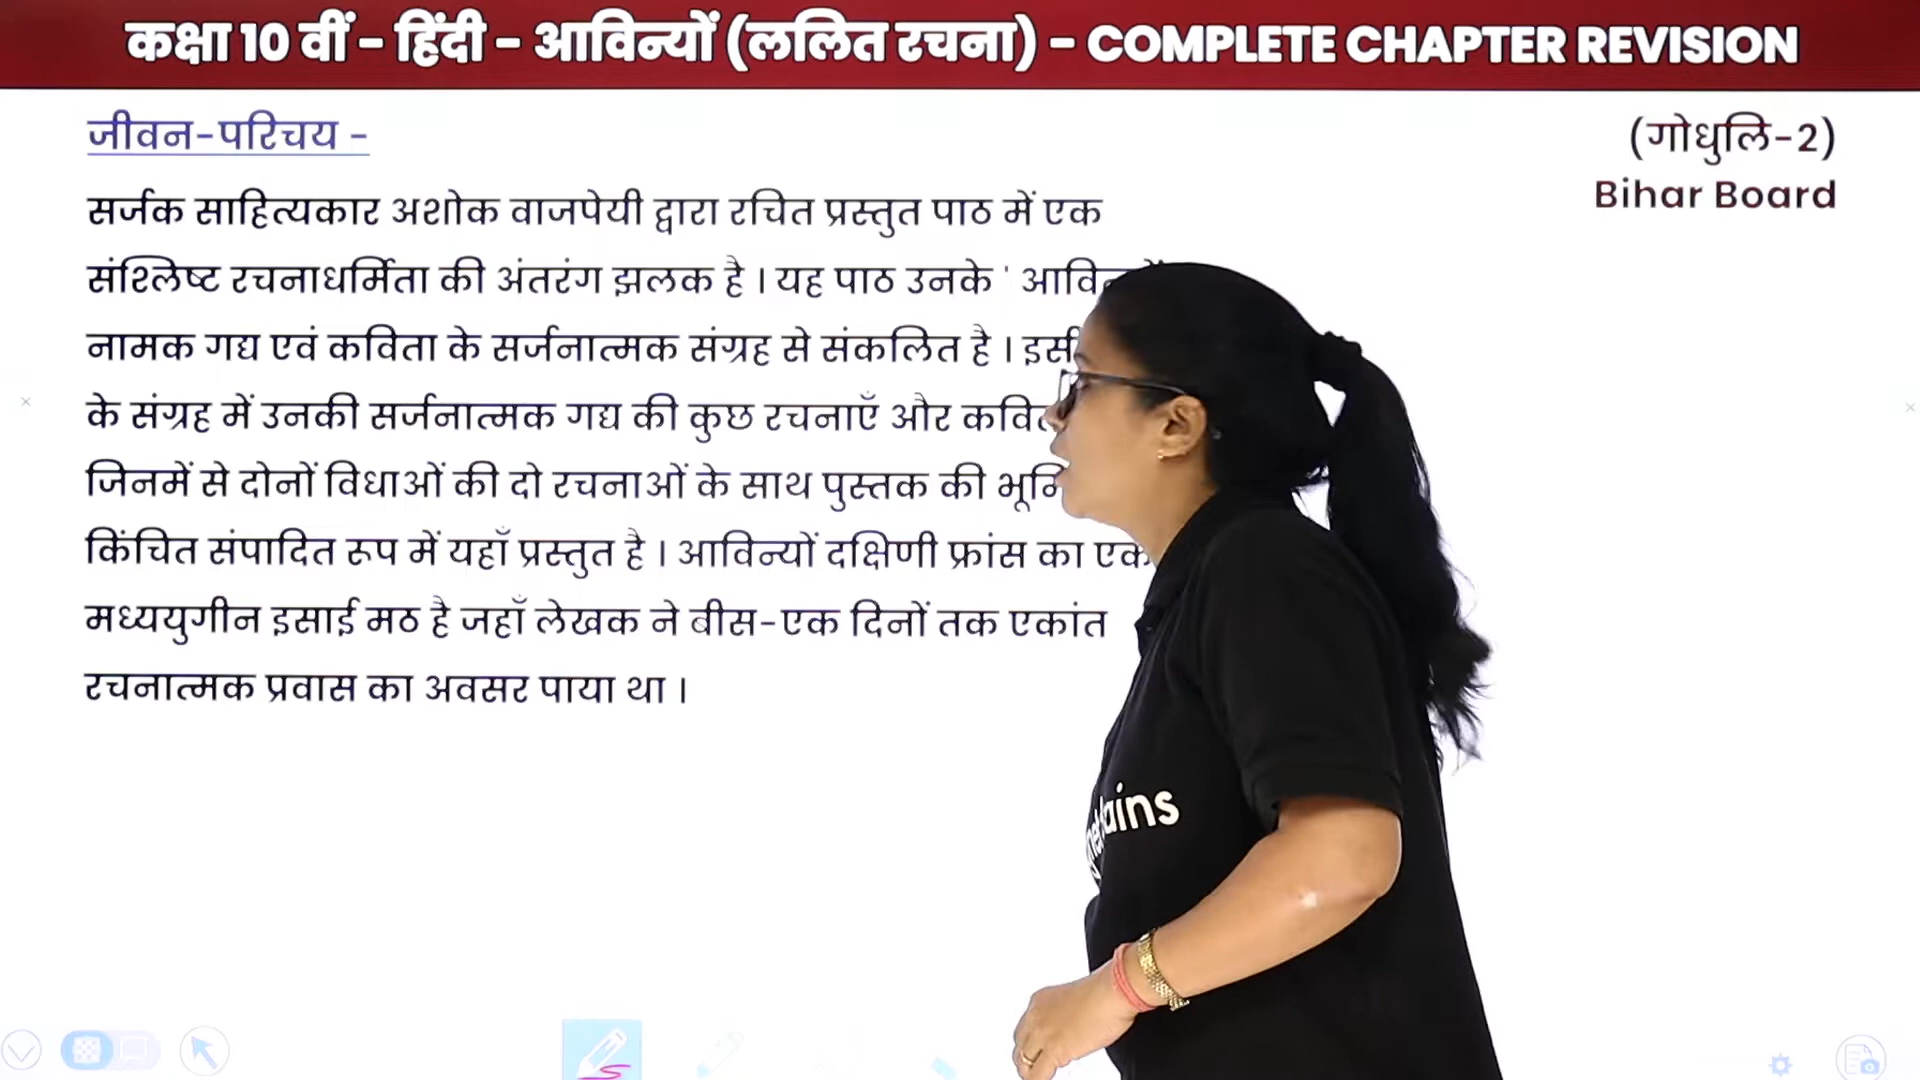 कक्षा 10 वीं - हिंदी - आविन्यों (ललित रचना) - COMPLETE CHAPTER REVISION
जीवन-परिचय -
(गोधुलि-2)
Bihar Board
सर्जक साहित्यकार अशोक वाजपेयी द्वारा रचित प्रस्तुत पाठ में एक
संश्लिष्ट रचनाधर्मिता की अंतरंग झलक है । यह पाठ उनके '
नामक गद्य एवं कविता के सर्जनात्मक संग्रह से संकलित है ।
के संग्रह में उनकी सर्जनात्मक गद्य की कुछ रचनाएँ और
जिनमें से दोनों विधाओं की दो रचनाओं के साथ पुस्तक की
किंचित संपादित रूप में यहाँ प्रस्तुत है । आविन्यों दक्षिणी फ्रांस का एक
मध्ययुगीन इसाई मठ है जहाँ लेखक ने बीस-एक दिनों तक एकांत
रचनात्मक प्रवास का अवसर पाया था ।